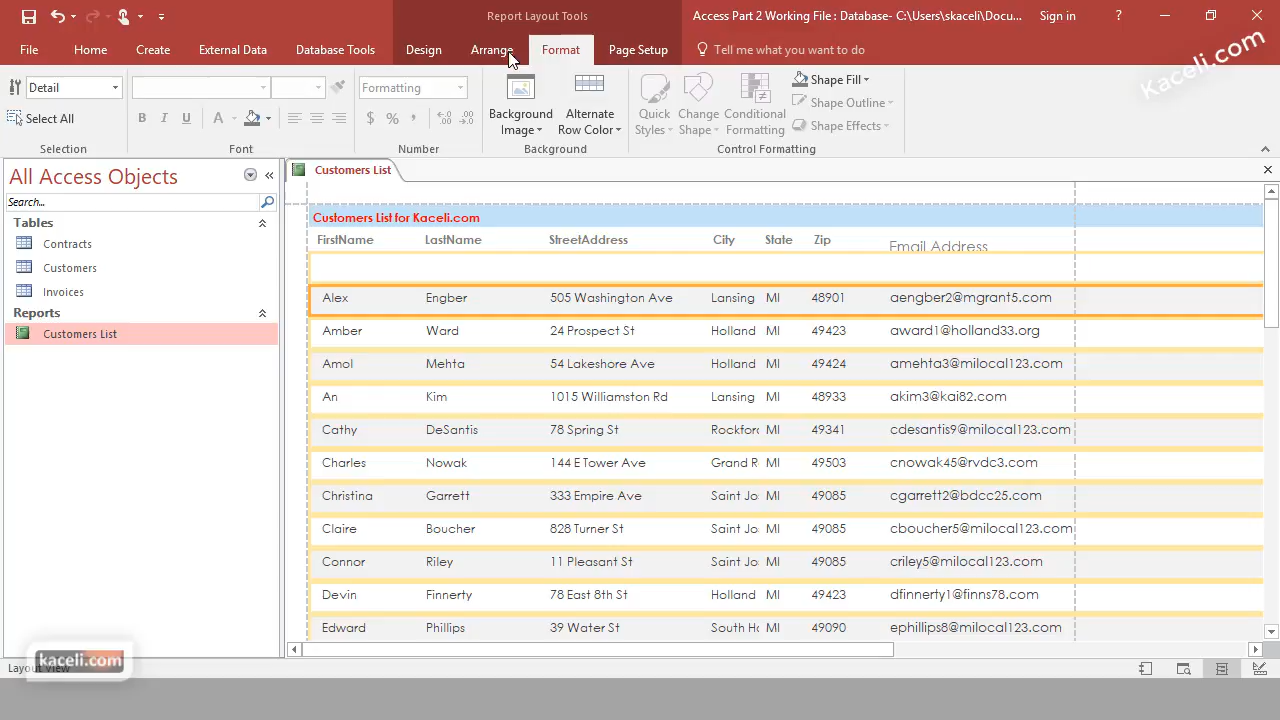 Report Layout Tools
Access Part 2 Working File : Database- C:\Users\skaceli\Docu...
Sign in
?
File
Home
Create
External Data
Database Tools
Design
Arrange
Format
Page Setup
Tell me what you want to do
Kaceli.com
Detail
Select All
Selection
B I U A
Font
Formatting
$ % ,
Number
Background Image
Alternate Row Color
Background
Quick Styles
Change Shape
Conditional Formatting
Shape Fill
Shape Outline
Shape Effects
Control Formatting
All Access Objects
Search...
Tables
Contracts
Customers
Invoices
Reports
Customers List
Customers List
Customers List for Kaceli.com
FirstName LastName StreetAddress City State Zip Email Address
Alex Engber 505 Washington Ave Lansing MI 48901 aengber2@mgrant5.com
Amber Ward 24 Prospect St Holland MI 49423 award1@holland33.org
Amol Mehta 54 Lakeshore Ave Holland MI 49424 amehta3@milocal123.com
An Kim 1015 Williamston Rd Lansing MI 48933 akim3@kai82.com
Cathy DeSantis 78 Spring St Rockford MI 49341 cdesantis9@milocal123.com
Charles Nowak 144 E Tower Ave Grand R MI 49503 cnowak45@rvdc3.com
Christina Garrett 333 Empire Ave Saint Jo MI 49085 cgarrett2@bdcc25.com
Claire Boucher 828 Turner St Saint Jo MI 49085 cboucher5@milocal123.com
Connor Riley 11 Pleasant St Saint Jo MI 49085 criley5@milocal123.com
Devin Finnerty 78 East 8th St Holland MI 49423 dfinnerty1@finns78.com
Edward Phillips 39 Water St South Ho MI 49090 ephillips8@milocal123.com
kaceli.com
Layout View